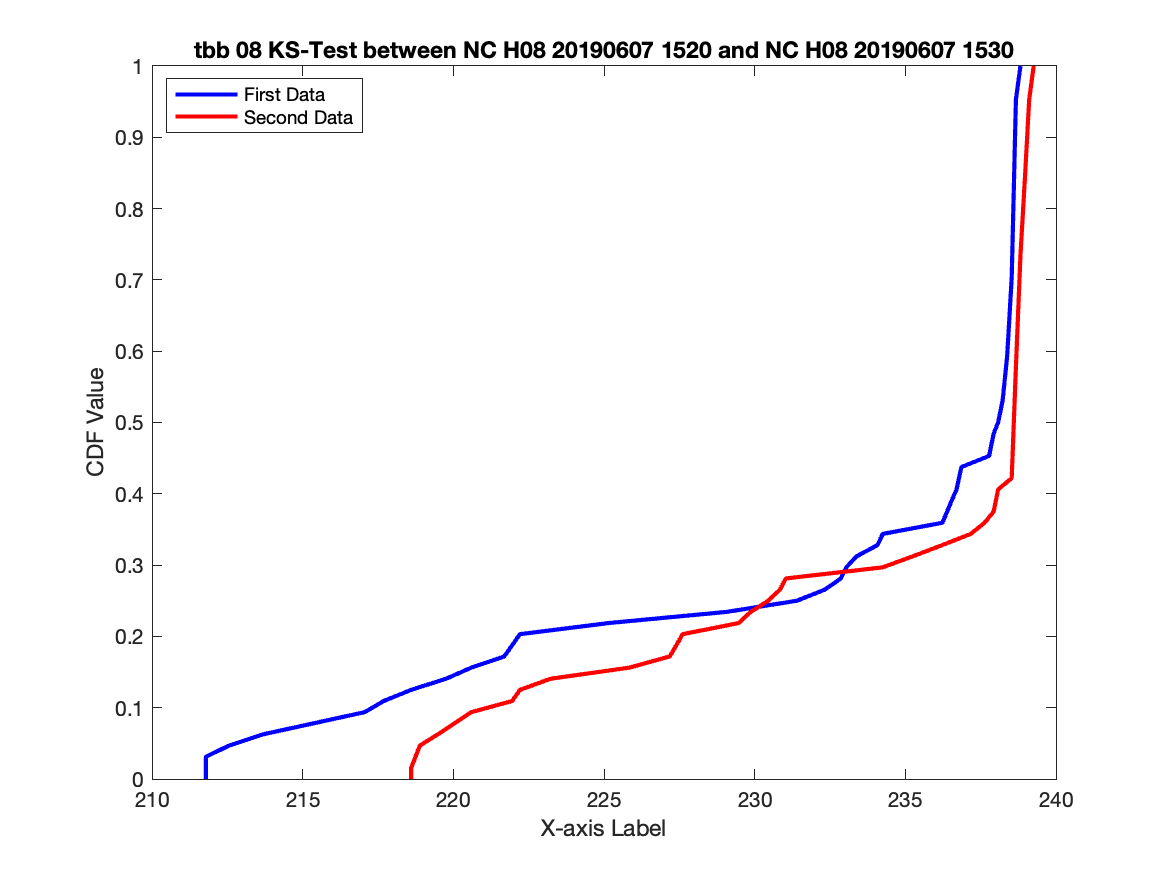 tbb 08 KS-Test between NC H08 20190607 1520 and NC H08 20190607 1530
First Data
Second Data
1
0.9
0.8
0.7
0.6
0.5
0.4
0.3
0.2
0.1
0
CDF Value
210 215 220 225 230 235 240
X-axis Label